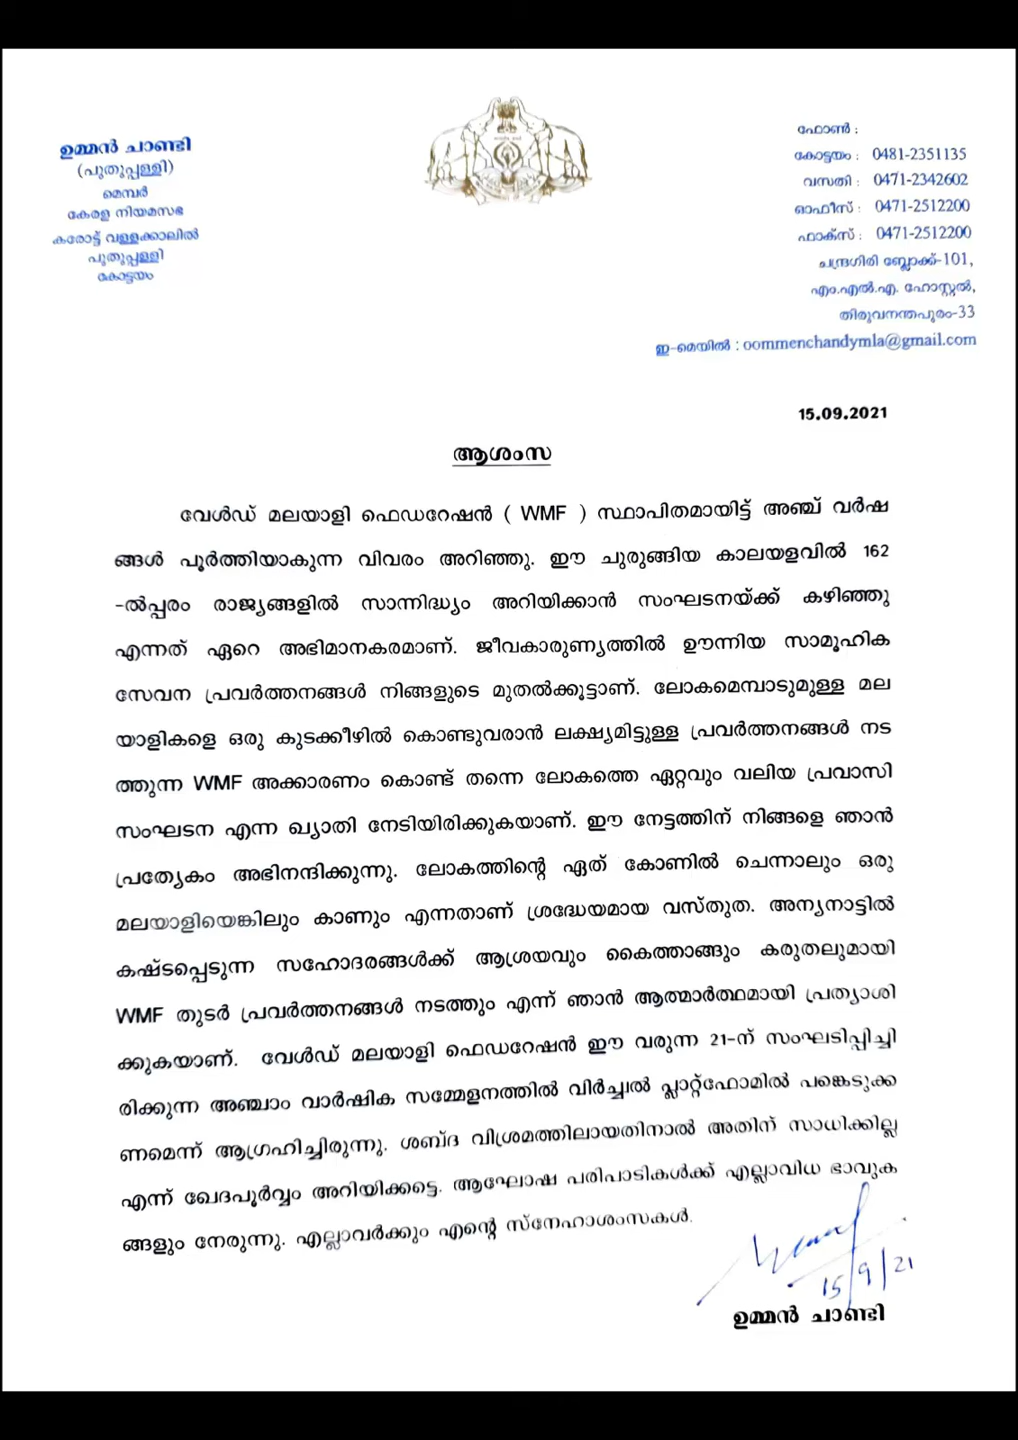 ഉമ്മൻ ചാണ്ടി
(പുതുപ്പള്ളി)
മെമ്പർ
കേരള നിയമസഭ
കരോട്ട് വള്ളക്കാലിൽ
പുതുപ്പള്ളി
കോട്ടയം
ഫോൺ :
കോട്ടയം : 0481-2351135
വസതി : 0471-2342602
ഓഫീസ് : 0471-2512200
ഫാക്സ് : 0471-2512200
ചന്ദ്രഗിരി ബ്ലോക്ക്-101,
എം.എൽ.എ. ഹോസ്റ്റൽ,
തിരുവനന്തപുരം-33
ഇ-മെയിൽ : oommenchandymla@gmail.com
15.09.2021
ആശംസ
വേൾഡ് മലയാളി ഫെഡറേഷൻ ( WMF ) സ്ഥാപിതമായിട്ട് അഞ്ച് വർഷ
ങ്ങൾ പൂർത്തിയാകുന്ന വിവരം അറിഞ്ഞു. ഈ ചുരുങ്ങിയ കാലയളവിൽ 162
-ൽപ്പരം രാജ്യങ്ങളിൽ സാന്നിദ്ധ്യം അറിയിക്കാൻ സംഘടനയ്ക്ക് കഴിഞ്ഞു
എന്നത് ഏറെ അഭിമാനകരമാണ്. ജീവകാരുണ്യത്തിൽ ഊന്നിയ സാമൂഹിക
സേവന പ്രവർത്തനങ്ങൾ നിങ്ങളുടെ മുതൽക്കൂട്ടാണ്. ലോകമെമ്പാടുമുള്ള മല
യാളികളെ ഒരു കുടക്കീഴിൽ കൊണ്ടുവരാൻ ലക്ഷ്യമിട്ടുള്ള പ്രവർത്തനങ്ങൾ നട
ത്തുന്ന WMF അക്കാരണം കൊണ്ട് തന്നെ ലോകത്തെ ഏറ്റവും വലിയ പ്രവാസി
സംഘടന എന്ന ഖ്യാതി നേടിയിരിക്കുകയാണ്. ഈ നേട്ടത്തിന് നിങ്ങളെ ഞാൻ
പ്രത്യേകം അഭിനന്ദിക്കുന്നു. ലോകത്തിന്റെ ഏത് കോണിൽ ചെന്നാലും ഒരു
മലയാളിയെങ്കിലും കാണും എന്നതാണ് ശ്രദ്ധേയമായ വസ്തുത. അന്യനാട്ടിൽ
കഷ്ടപ്പെടുന്ന സഹോദരങ്ങൾക്ക് ആശ്രയവും കൈത്താങ്ങും കരുതലുമായി
WMF തുടർ പ്രവർത്തനങ്ങൾ നടത്തും എന്ന് ഞാൻ ആത്മാർത്ഥമായി പ്രത്യാശി
ക്കുകയാണ്. വേൾഡ് മലയാളി ഫെഡറേഷൻ ഈ വരുന്ന 21-ന് സംഘടിപ്പിച്ചി
രിക്കുന്ന അഞ്ചാം വാർഷിക സമ്മേളനത്തിൽ വിർച്ച്വൽ പ്ലാറ്റ്ഫോമിൽ പങ്കെടുക്ക
ണമെന്ന് ആഗ്രഹിച്ചിരുന്നു. ശബ്ദ വിശ്രമത്തിലായതിനാൽ അതിന് സാധിക്കില്ല
എന്ന് ഖേദപൂർവ്വം അറിയിക്കട്ടെ. ആഘോഷ പരിപാടികൾക്ക് എല്ലാവിധ ഭാവുക
ങ്ങളും നേരുന്നു. എല്ലാവർക്കും എന്റെ സ്നേഹാശംസകൾ.
15/9/21
ഉമ്മൻ ചാണ്ടി